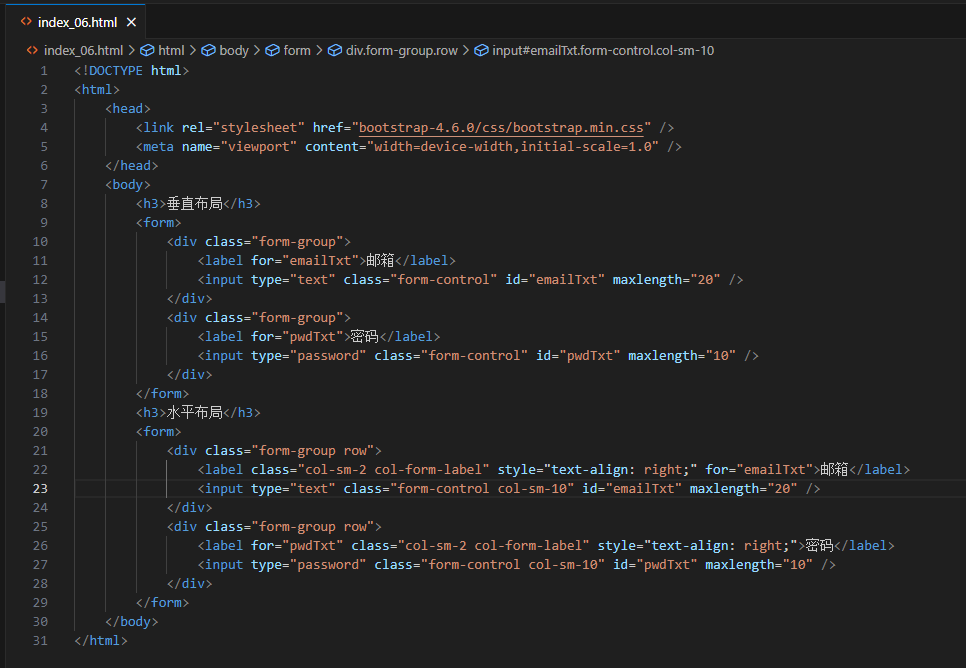 index_06.html
index_06.html > html > body > form > div.form-group.row > input#emailTxt.form-control.col-sm-10
1 <!DOCTYPE html>
2 <html>
3 <head>
4 <link rel="stylesheet" href="bootstrap-4.6.0/css/bootstrap.min.css" />
5 <meta name="viewport" content="width=device-width,initial-scale=1.0" />
6 </head>
7 <body>
8 <h3>垂直布局</h3>
9 <form>
10 <div class="form-group">
11 <label for="emailTxt">邮箱</label>
12 <input type="text" class="form-control" id="emailTxt" maxlength="20" />
13 </div>
14 <div class="form-group">
15 <label for="pwdTxt">密码</label>
16 <input type="password" class="form-control" id="pwdTxt" maxlength="10" />
17 </div>
18 </form>
19 <h3>水平布局</h3>
20 <form>
21 <div class="form-group row">
22 <label class="col-sm-2 col-form-label" style="text-align: right;" for="emailTxt">邮箱</label>
23 <input type="text" class="form-control col-sm-10" id="emailTxt" maxlength="20" />
24 </div>
25 <div class="form-group row">
26 <label for="pwdTxt" class="col-sm-2 col-form-label" style="text-align: right;">密码</label>
27 <input type="password" class="form-control col-sm-10" id="pwdTxt" maxlength="10" />
28 </div>
29 </form>
30 </body>
31 </html>